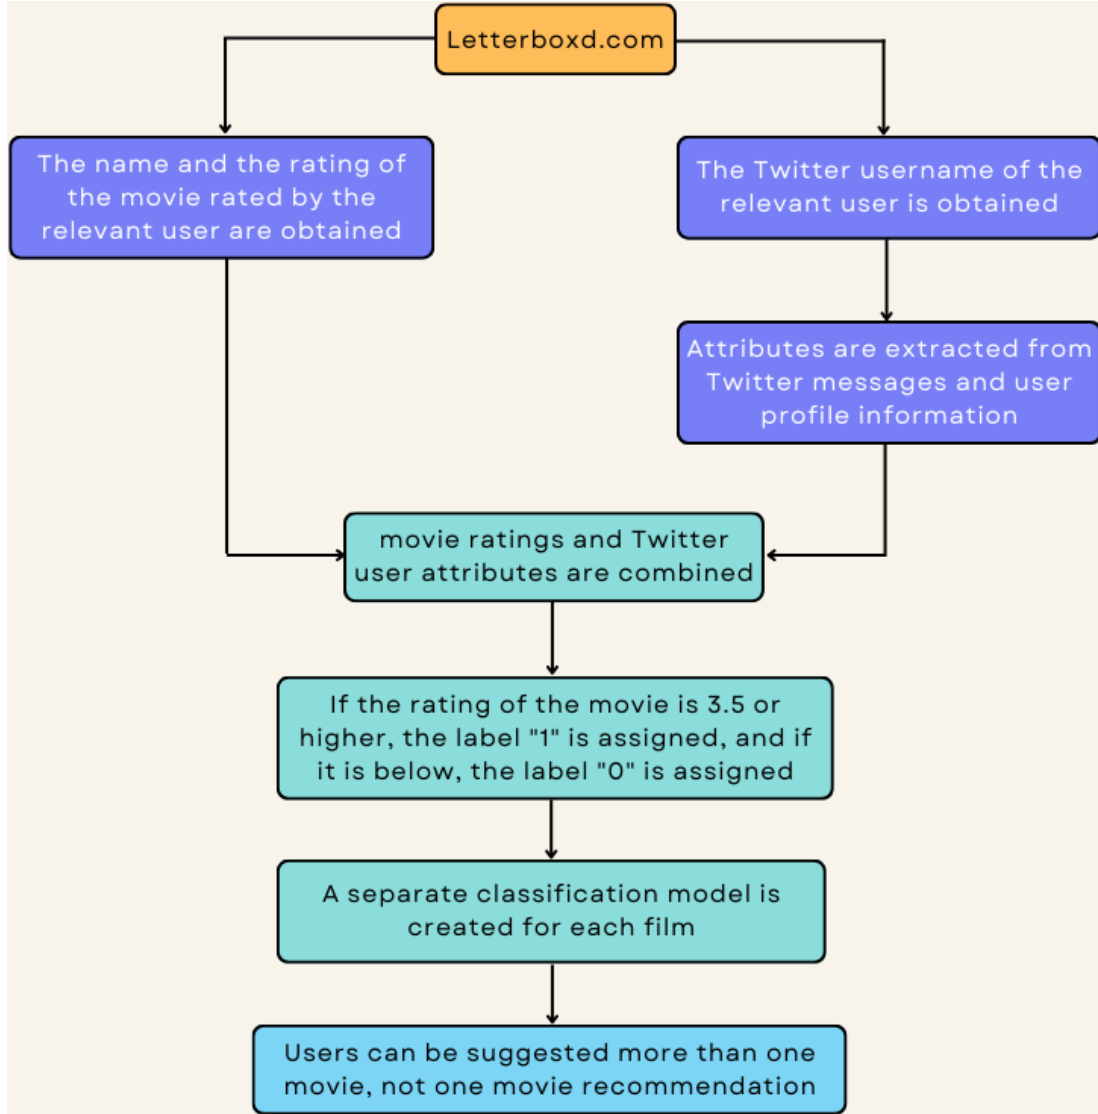 Letterboxd.com
The name and the rating of
the movie rated by the
relevant user are obtained
The Twitter username of the
relevant user is obtained
Attributes are extracted from
Twitter messages and user
profile information
movie ratings and Twitter
user attributes are combined
If the rating of the movie is 3.5 or
higher, the label "1" is assigned, and if
it is below, the label "0" is assigned
A separate classification model is
created for each film
Users can be suggested more than one
movie, not one movie recommendation